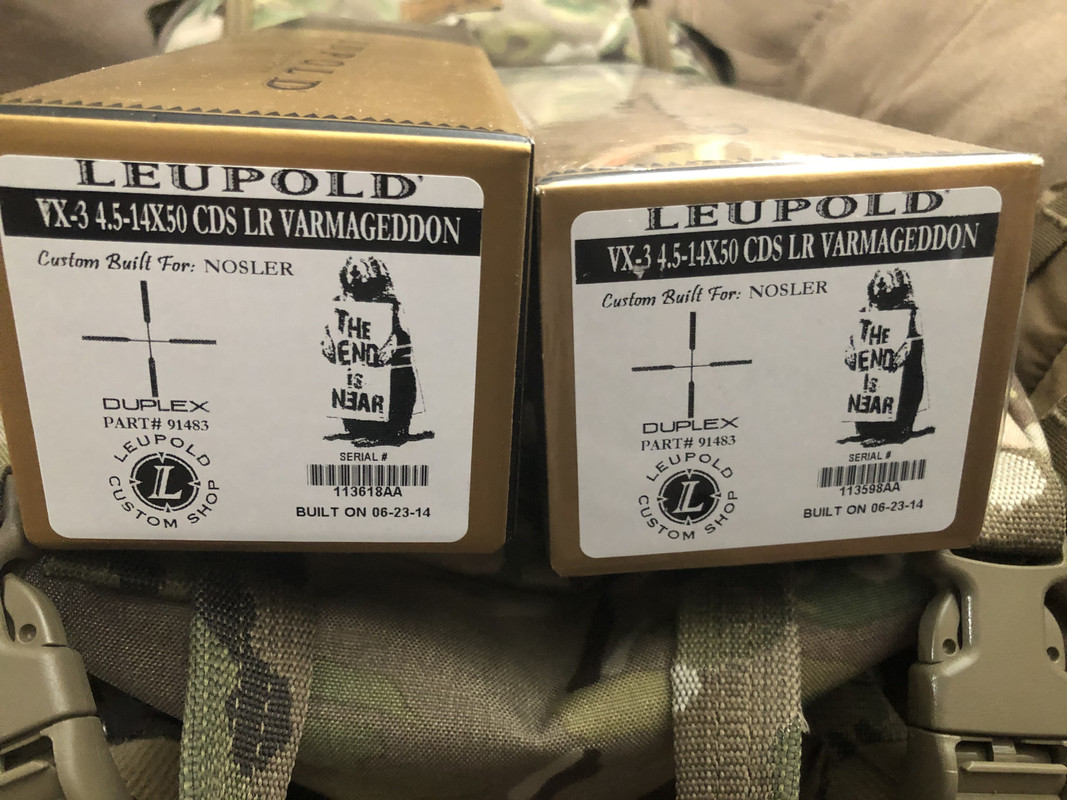 LEUPOLD
LEUPOLD
VX-3 4.5-14X50 CDS LR VARMAGEDDON
Custom Built For: NOSLER
THE
END
IS
NEAR
DUPLEX
PART# 91483
LEUPOLD
L
CUSTOM SHOP
SERIAL #
113618AA
BUILT ON 06-23-14
LEUPOLD
VX-3 4.5-14X50 CDS LR VARMAGEDDON
Custom Built For: NOSLER
THE
END
IS
NEAR
DUPLEX
PART# 91483
LEUPOLD
L
CUSTOM SHOP
SERIAL #
113598AA
BUILT ON 06-23-14